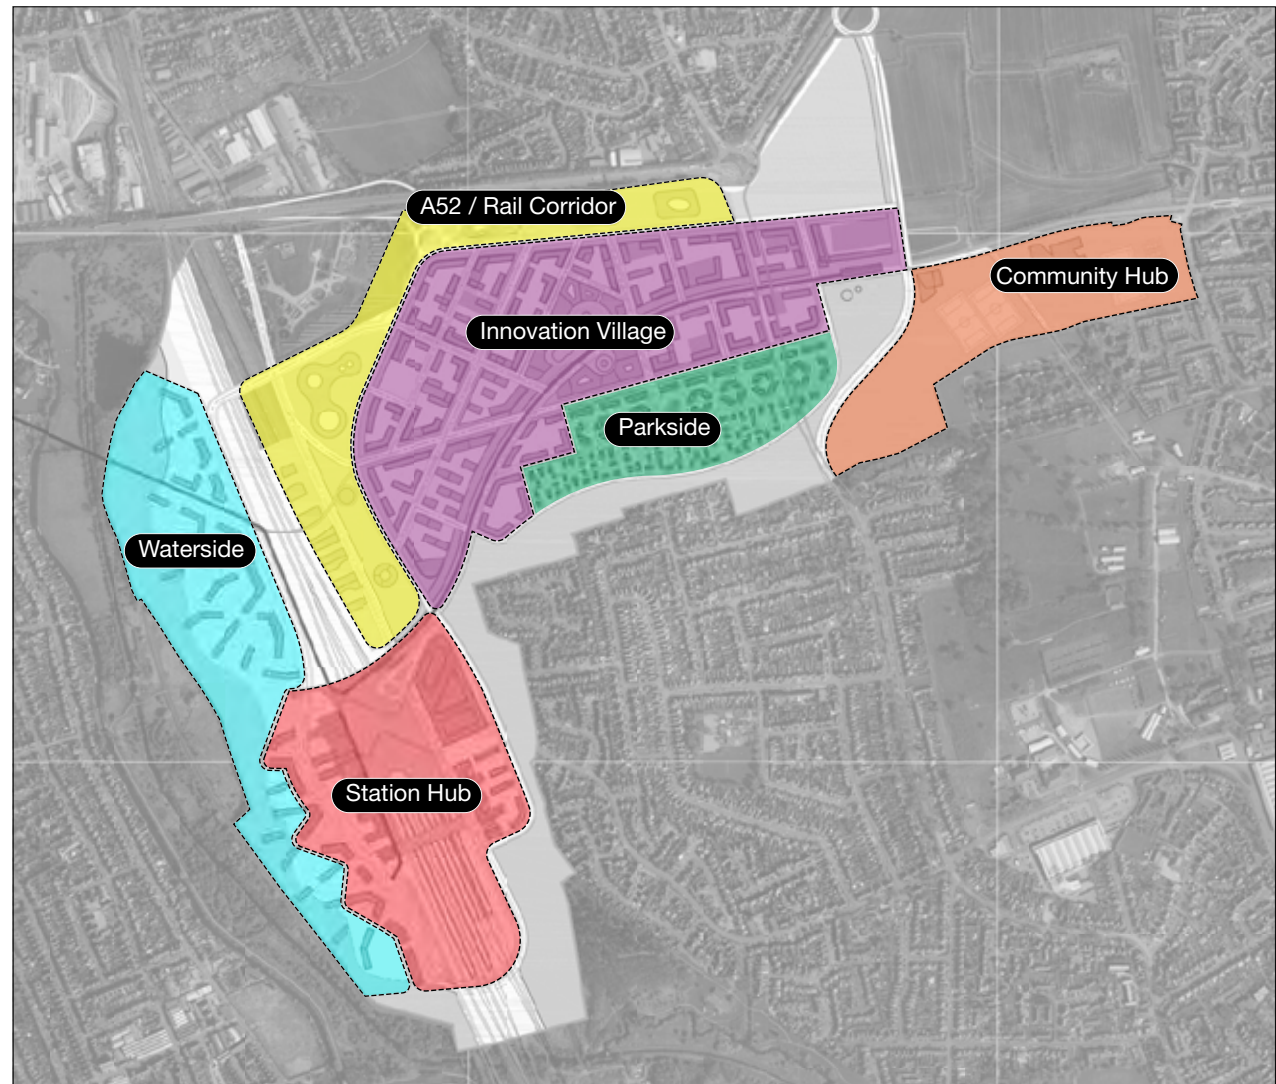 A52 / Rail Corridor
Community Hub
Innovation Village
Parkside
Waterside
Station Hub